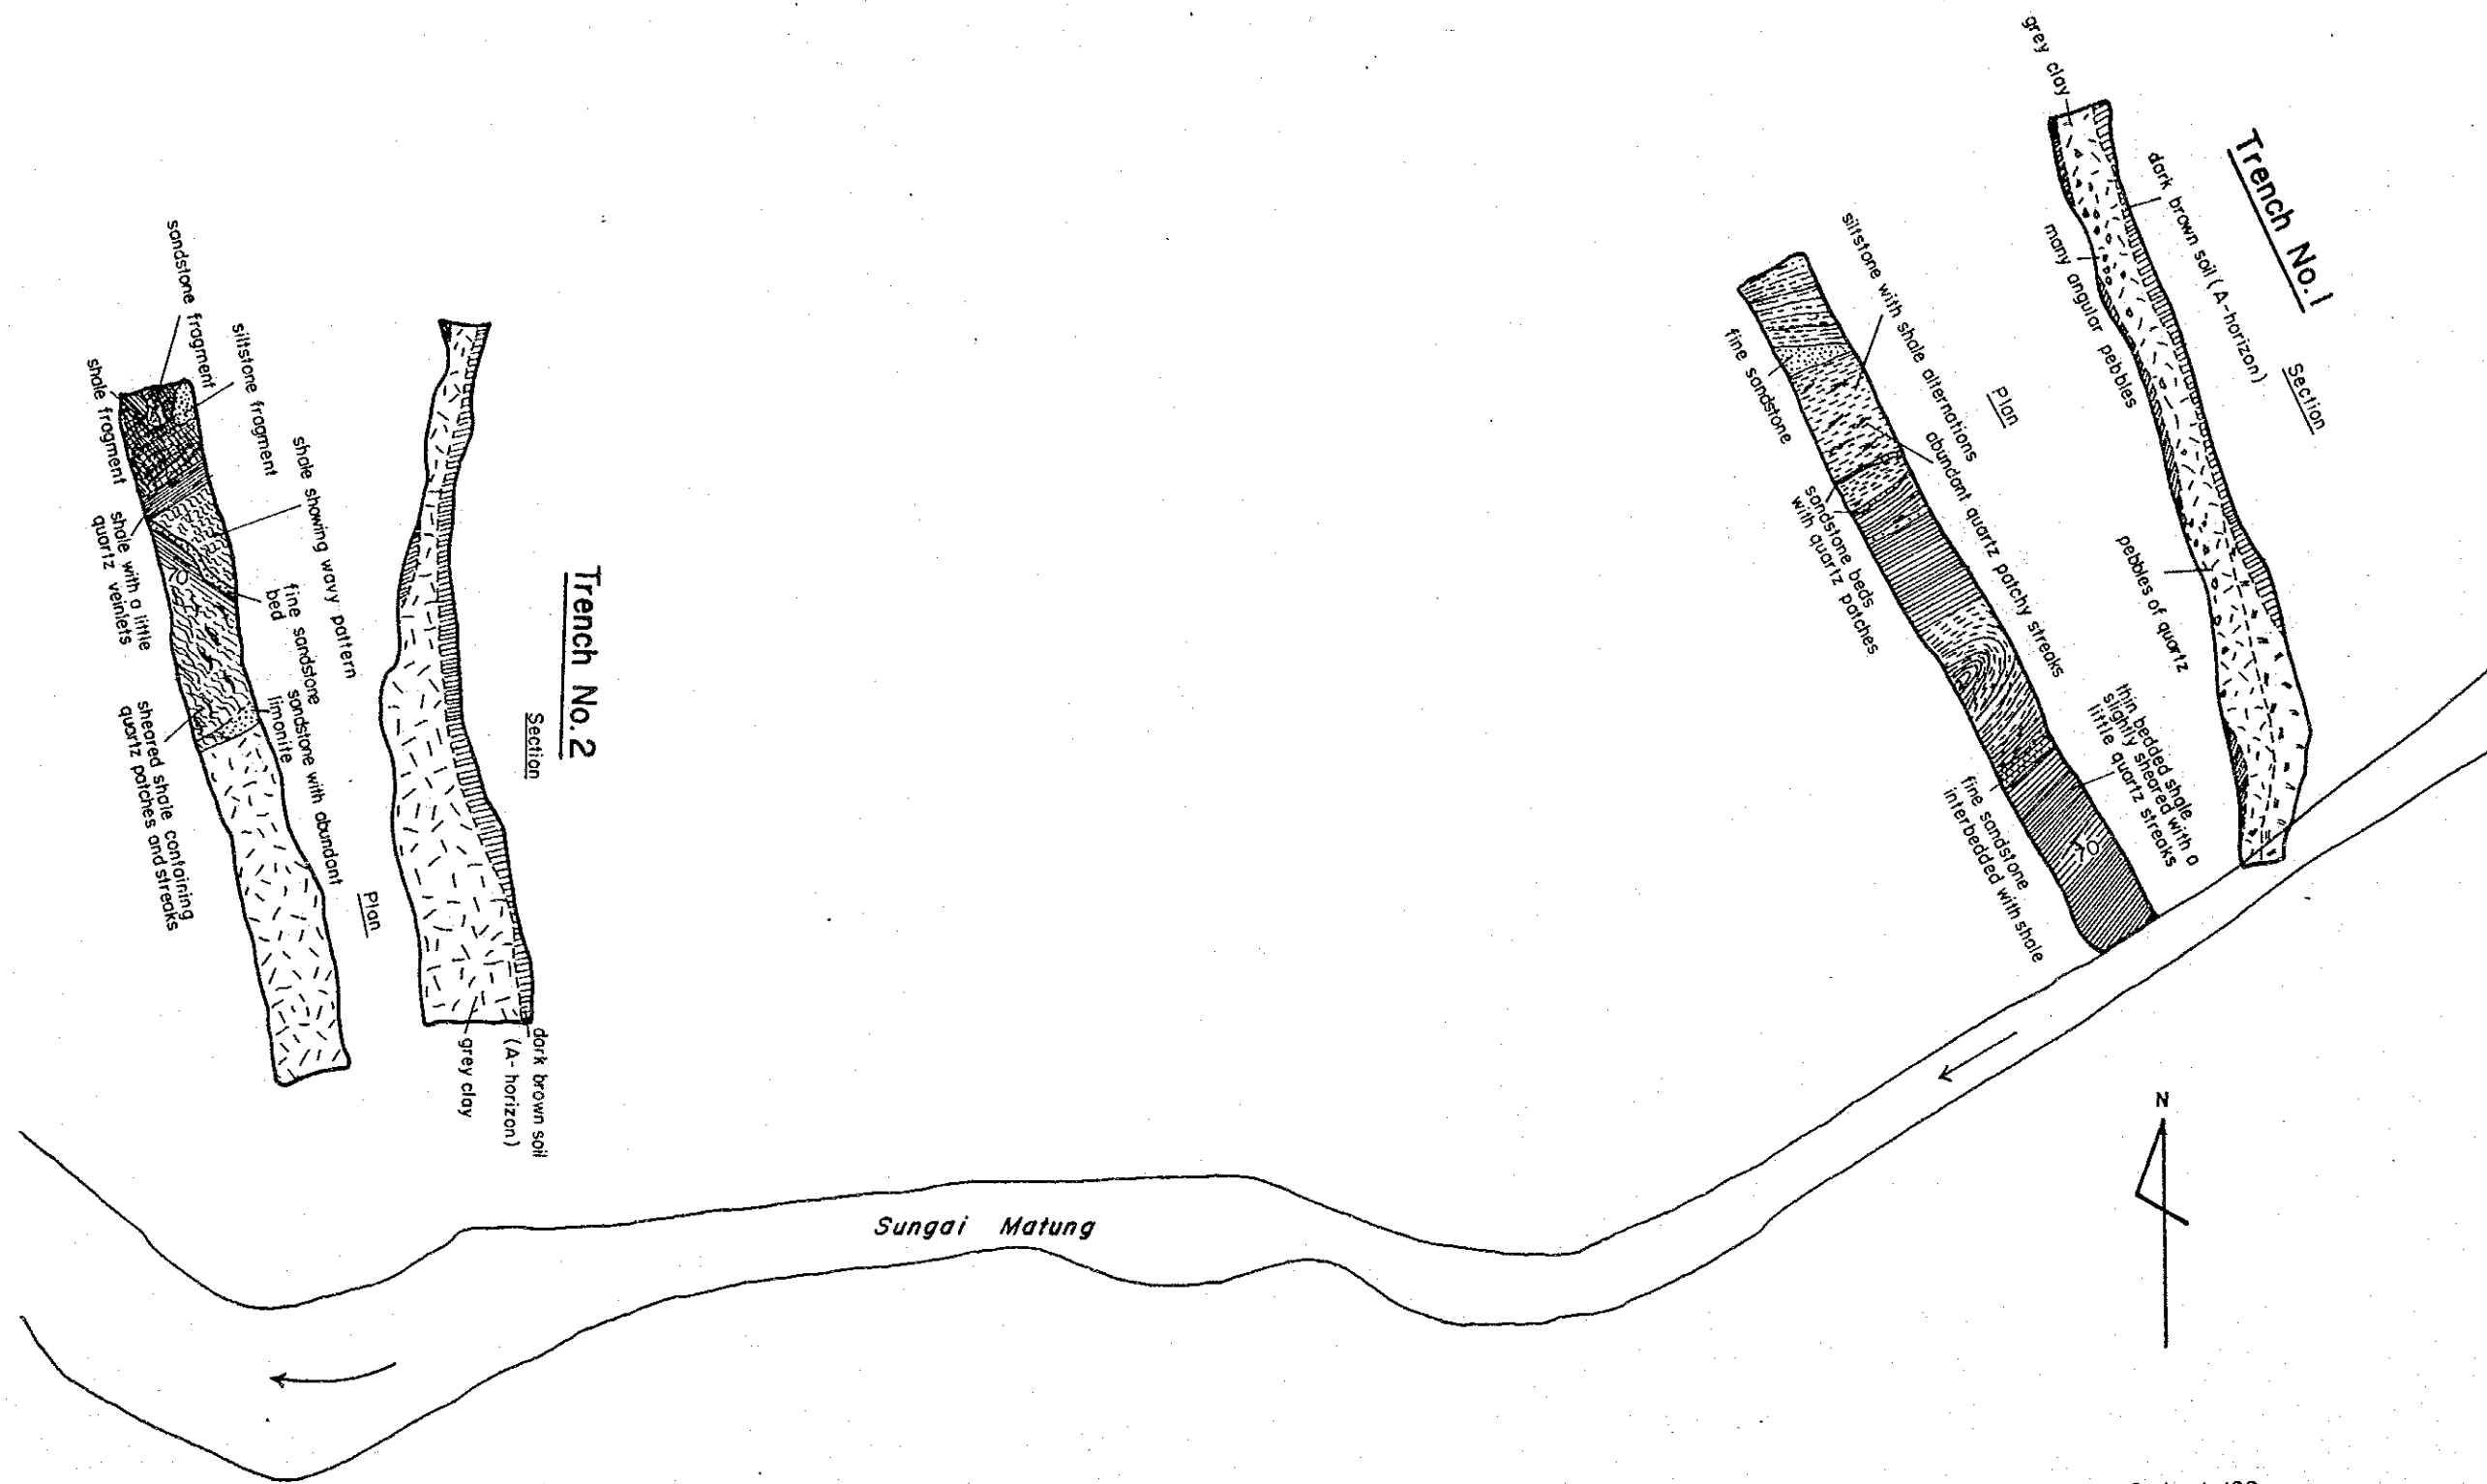 Trench No.1
Section
grey clay
dark brown soil (A-horizon)
many angular pebbles
pebbles of quartz
Plan
siltstone with shale alternations
fine sandstone
abundant quartz patchy streaks
sandstone beds
with quartz patches
thin bedded shale
slightly sheared with a
little quartz streaks
fine sandstone
interbedded with shale
Trench No.2
Section
dark brown soil
(A-horizon)
grey clay
Plan
sandstone fragment
siltstone fragment
shale fragment
shale showing wavy pattern
shale with a little
quartz veinlets
fine sandstone
bed
sandstone with abundant
limonite
sheared shale containing
quartz patches and streaks
Sungai Matung
N